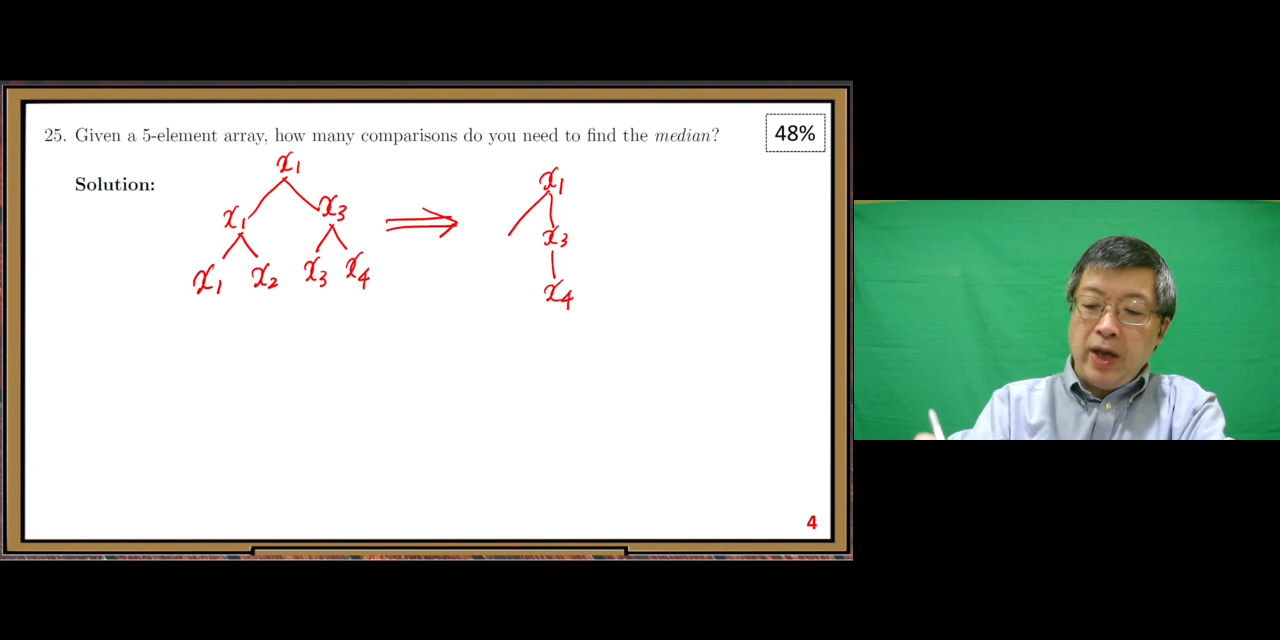 25. Given a 5-element array, how many comparisons do you need to find the median?
48%
Solution:
x₁
x₁ x₃
x₁ x₂ x₃ x₄
⟹
x₁
x₃
x₄
4